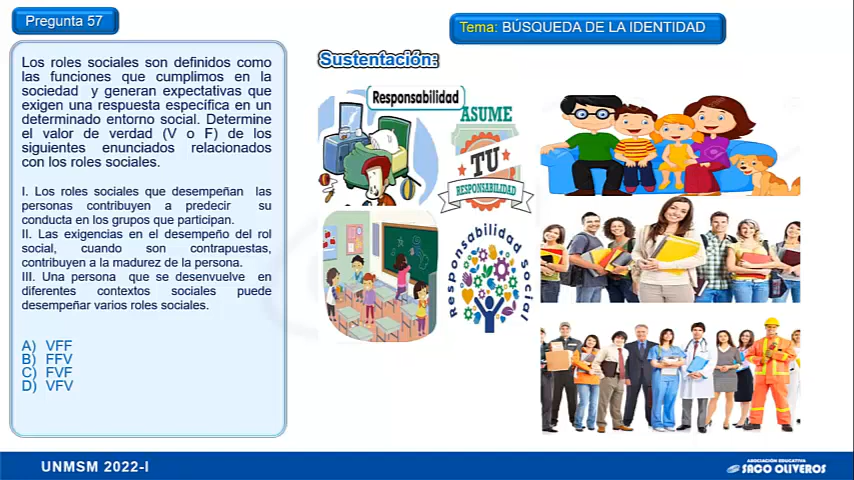 Pregunta 57
Tema: BÚSQUEDA DE LA IDENTIDAD
Los roles sociales son definidos como
las funciones que cumplimos en la
sociedad y generan expectativas que
exigen una respuesta específica en un
determinado entorno social. Determine
el valor de verdad (V o F) de los
siguientes enunciados relacionados
con los roles sociales.
I. Los roles sociales que desempeñan las
personas contribuyen a predecir su
conducta en los grupos que participan.
II. Las exigencias en el desempeño del rol
social, cuando son contrapuestas,
contribuyen a la madurez de la persona.
III. Una persona que se desenvuelve en
diferentes contextos sociales puede
desempeñar varios roles sociales.
A) VFF
B) FFV
C) FVF
D) VFV
Sustentación:
Responsabilidad
ASUME
TU
RESPONSABILIDAD
Responsabilidad Social
UNMSM 2022-I
ASOCIACIÓN EDUCATIVA
SACO OLIVEROS